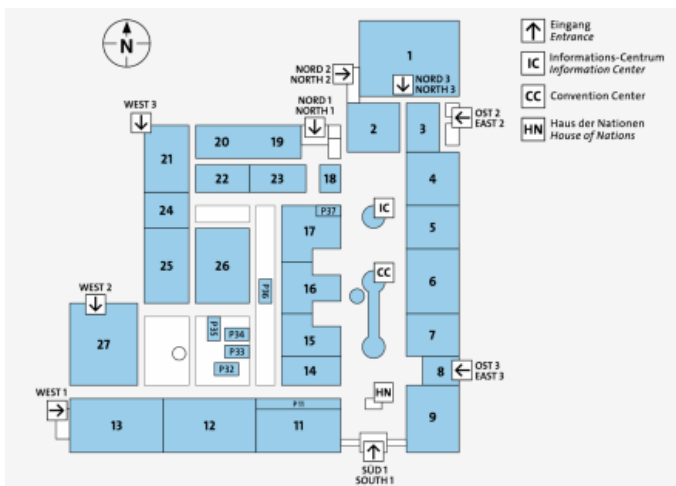 N
Eingang
Entrance
IC
Informations-Centrum
Information Center
CC
Convention Center
HN
Haus der Nationen
House of Nations
1
NORD 2
NORTH 2
NORD 3
NORTH 3
WEST 3
NORD 1
NORTH 1
OST 2
EAST 2
20
19
2
3
21
22
23
18
4
24
P37
IC
17
5
25
26
CC
P36
16
6
WEST 2
P35
P34
27
P33
15
7
P32
14
8
OST 3
EAST 3
WEST 1
HN
P11
13
12
11
9
SÜD 1
SOUTH 1